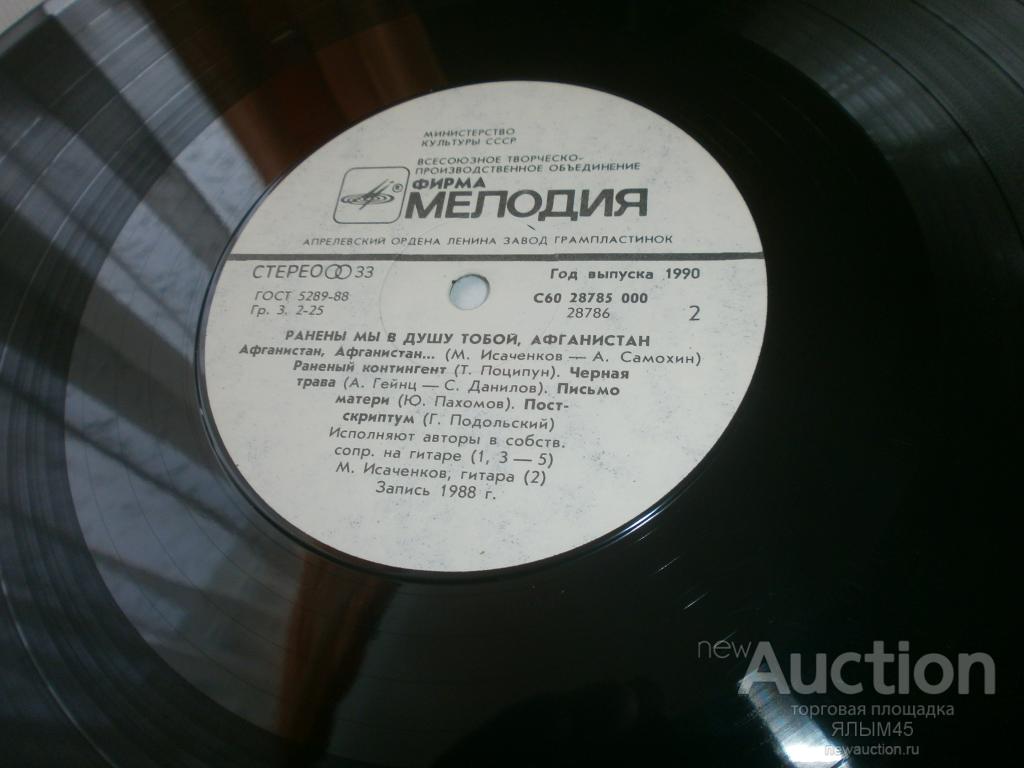 МИНИСТЕРСТВО
КУЛЬТУРЫ СССР
ВСЕСОЮЗНОЕ ТВОРЧЕСКО-
ПРОИЗВОДСТВЕННОЕ ОБЪЕДИНЕНИЕ
ФИРМА
®МЕЛОДИЯ
АПРЕЛЕВСКИЙ ОРДЕНА ЛЕНИНА ЗАВОД ГРАМПЛАСТИНОК
СТЕРЕО 33
Год выпуска 1990
ГОСТ 5289-88
С60 28785 000
Гр. 3. 2-25
28786
2
РАНЕНЫ МЫ В ДУШУ ТОБОЙ, АФГАНИСТАН
Афганистан, Афганистан... (М. Исаченков — А. Самохин)
Раненый контингент (Т. Поципун). Черная
трава (А. Гейнц — С. Данилов). Письмо
матери (Ю. Пахомов). Пост-
скриптум (Г. Подольский)
Исполняют авторы в собств.
сопр. на гитаре (1, 3 — 5)
М. Исаченков, гитара (2)
Запись 1988 г.
newAuction
торговая площадка
ЯЛЫМ45
newauction.ru